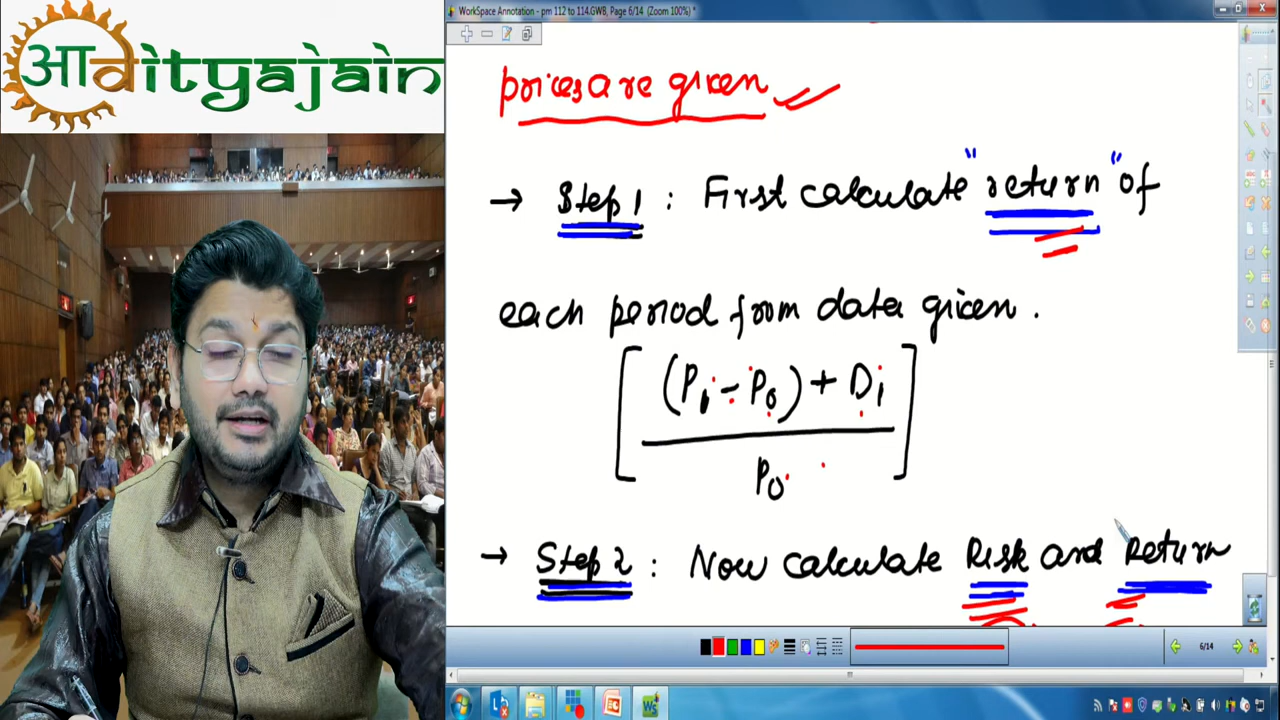 आdityajain
WorkSpace Annotation - pm 112 to 114.GWB, Page 6/14 (Zoom 100%) *
prices are given
→ Step 1 : First calculate "return" of
each period from data given.
[(P₁ - P₀) + D₁
P₀]
→ Step 2 : Now calculate Risk and Return
6/14